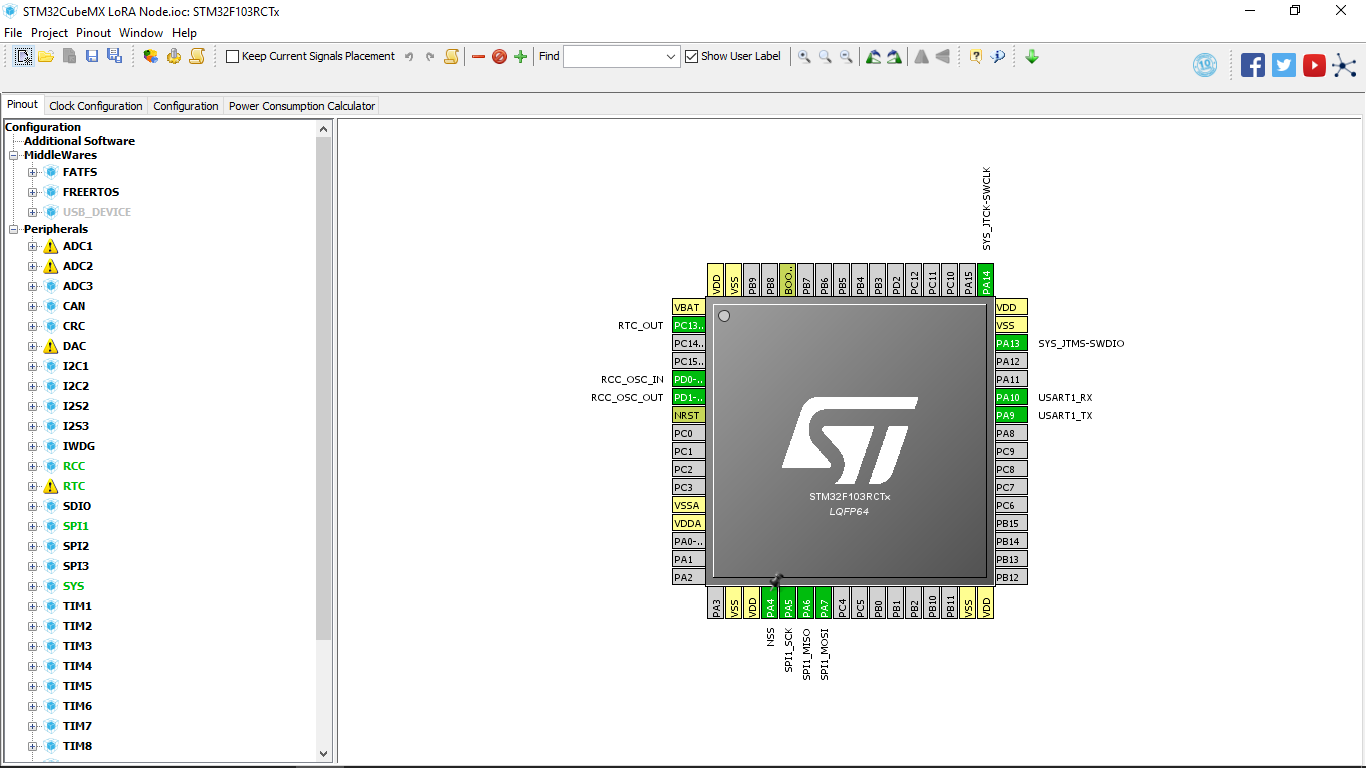 STM32CubeMX LoRA Node.ioc: STM32F103RCTx
File Project Pinout Window Help
Keep Current Signals Placement Find Show User Label
Pinout Clock Configuration Configuration Power Consumption Calculator
Configuration
Additional Software
MiddleWares
FATFS
FREERTOS
USB_DEVICE
Peripherals
ADC1
ADC2
ADC3
CAN
CRC
DAC
I2C1
I2C2
I2S2
I2S3
IWDG
RCC
RTC
SDIO
SPI1
SPI2
SPI3
SYS
TIM1
TIM2
TIM3
TIM4
TIM5
TIM6
TIM7
TIM8
SYS_JTCK-SWCLK
VDD
VSS
PB9
PB8
BOO..
PB7
PB6
PB5
PB4
PB3
PD2
PC12
PC11
PC10
PA15
PA14
VBAT
RTC_OUT PC13..
PC14..
PC15..
RCC_OSC_IN PD0-..
RCC_OSC_OUT PD1-..
NRST
PC0
PC1
PC2
PC3
VSSA
VDDA
PA0-..
PA1
PA2
STM32F103RCTx
LQFP64
VDD
VSS
PA13 SYS_JTMS-SWDIO
PA12
PA11
PA10 USART1_RX
PA9 USART1_TX
PA8
PC9
PC8
PC7
PC6
PB15
PB14
PB13
PB12
PA3
VSS
VDD
PA4
PA5
PA6
PA7
PC4
PC5
PB0
PB1
PB2
PB10
PB11
VSS
VDD
NSS
SPI1_SCK
SPI1_MISO
SPI1_MOSI